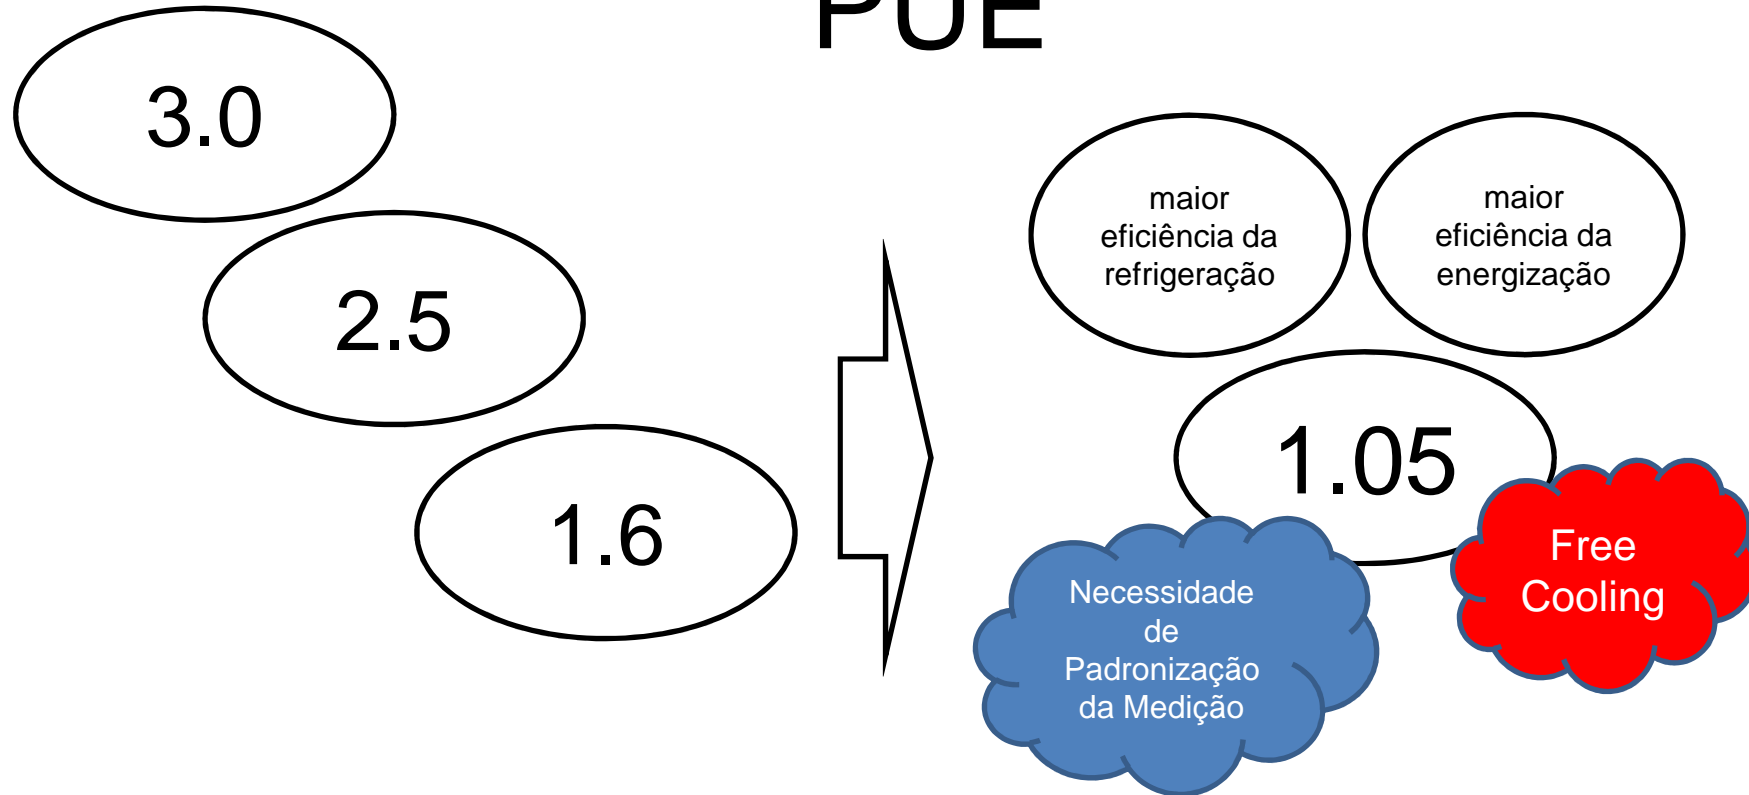 PUE
3.0
2.5
1.6
maior
eficiência da
refrigeração
maior
eficiência da
energização
1.05
Free
Cooling
Necessidade
de
Padronização
da Medição